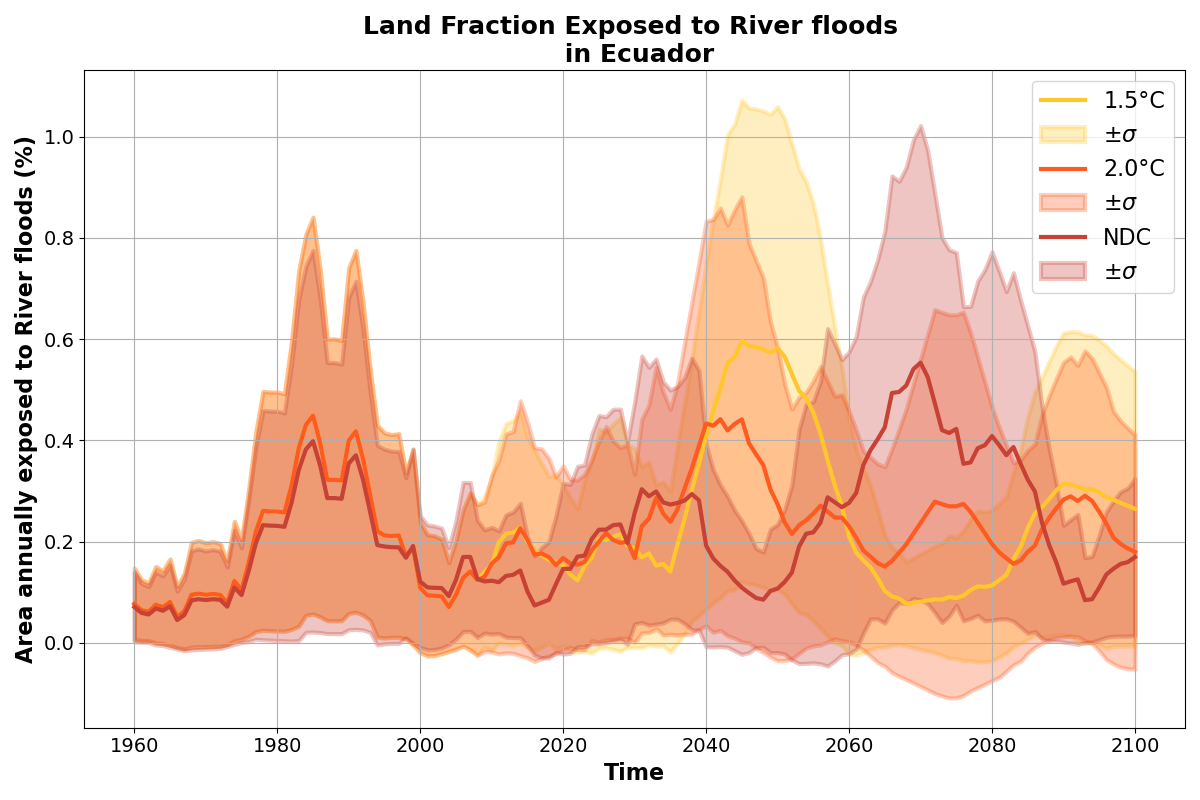 Land Fraction Exposed to River floods
in Ecuador
Area annually exposed to River floods (%)
1.0
0.8
0.6
0.4
0.2
0.0
1.5°C
±σ
2.0°C
±σ
NDC
±σ
1960 1980 2000 2020 2040 2060 2080 2100
Time